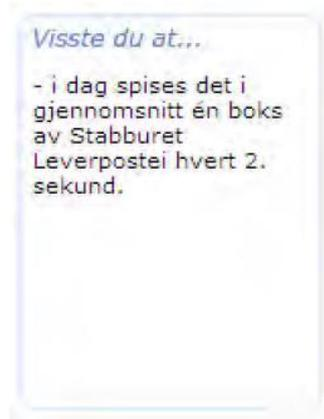 Visste du at...
- i dag spises det i
gjennomsnitt én boks
av Stabburet
Leverpostei hvert 2.
sekund.